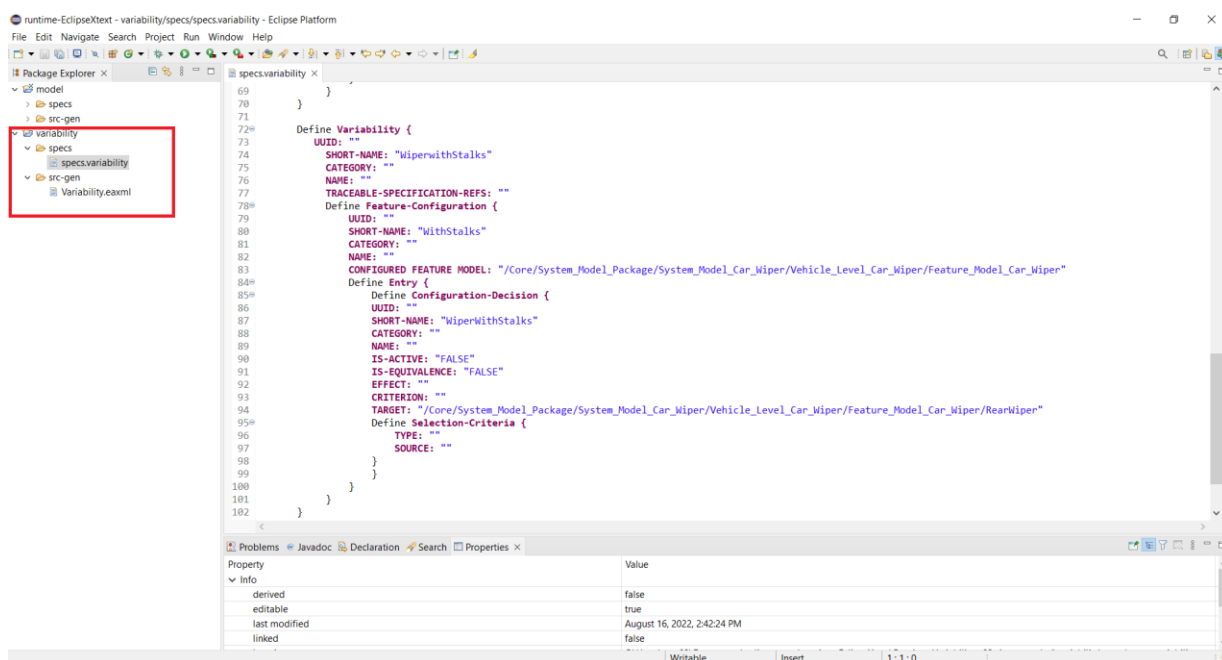 runtime-EclipseXtext - variability/specs/specs.variability - Eclipse Platform
File Edit Navigate Search Project Run Window Help
Package Explorer
specs.variability
model
specs
src-gen
variability
specs
specs.variability
src-gen
Variability.eaxml
69 }
70 }
71
72 Define Variability {
73 UUID: ""
74 SHORT-NAME: "WiperwithStalks"
75 CATEGORY: ""
76 NAME: ""
77 TRACEABLE-SPECIFICATION-REFS: ""
78 Define Feature-Configuration {
79 UUID: ""
80 SHORT-NAME: "WithStalks"
81 CATEGORY: ""
82 NAME: ""
83 CONFIGURED FEATURE MODEL: "/Core/System_Model_Package/System_Model_Car_Wiper/Vehicle_Level_Car_Wiper/Feature_Model_Car_Wiper"
84 Define Entry {
85 Define Configuration-Decision {
86 UUID: ""
87 SHORT-NAME: "WiperWithStalks"
88 CATEGORY: ""
89 NAME: ""
90 IS-ACTIVE: "FALSE"
91 IS-EQUIVALENCE: "FALSE"
92 EFFECT: ""
93 CRITERION: ""
94 TARGET: "/Core/System_Model_Package/System_Model_Car_Wiper/Vehicle_Level_Car_Wiper/Feature_Model_Car_Wiper/RearWiper"
95 Define Selection-Criteria {
96 TYPE: ""
97 SOURCE: ""
98 }
99 }
100 }
101 }
102 }
Problems Javadoc Declaration Search Properties
Property Value
Info
derived false
editable true
last modified August 16, 2022, 2:42:24 PM
linked false
Writable Insert 1 : 1 : 0